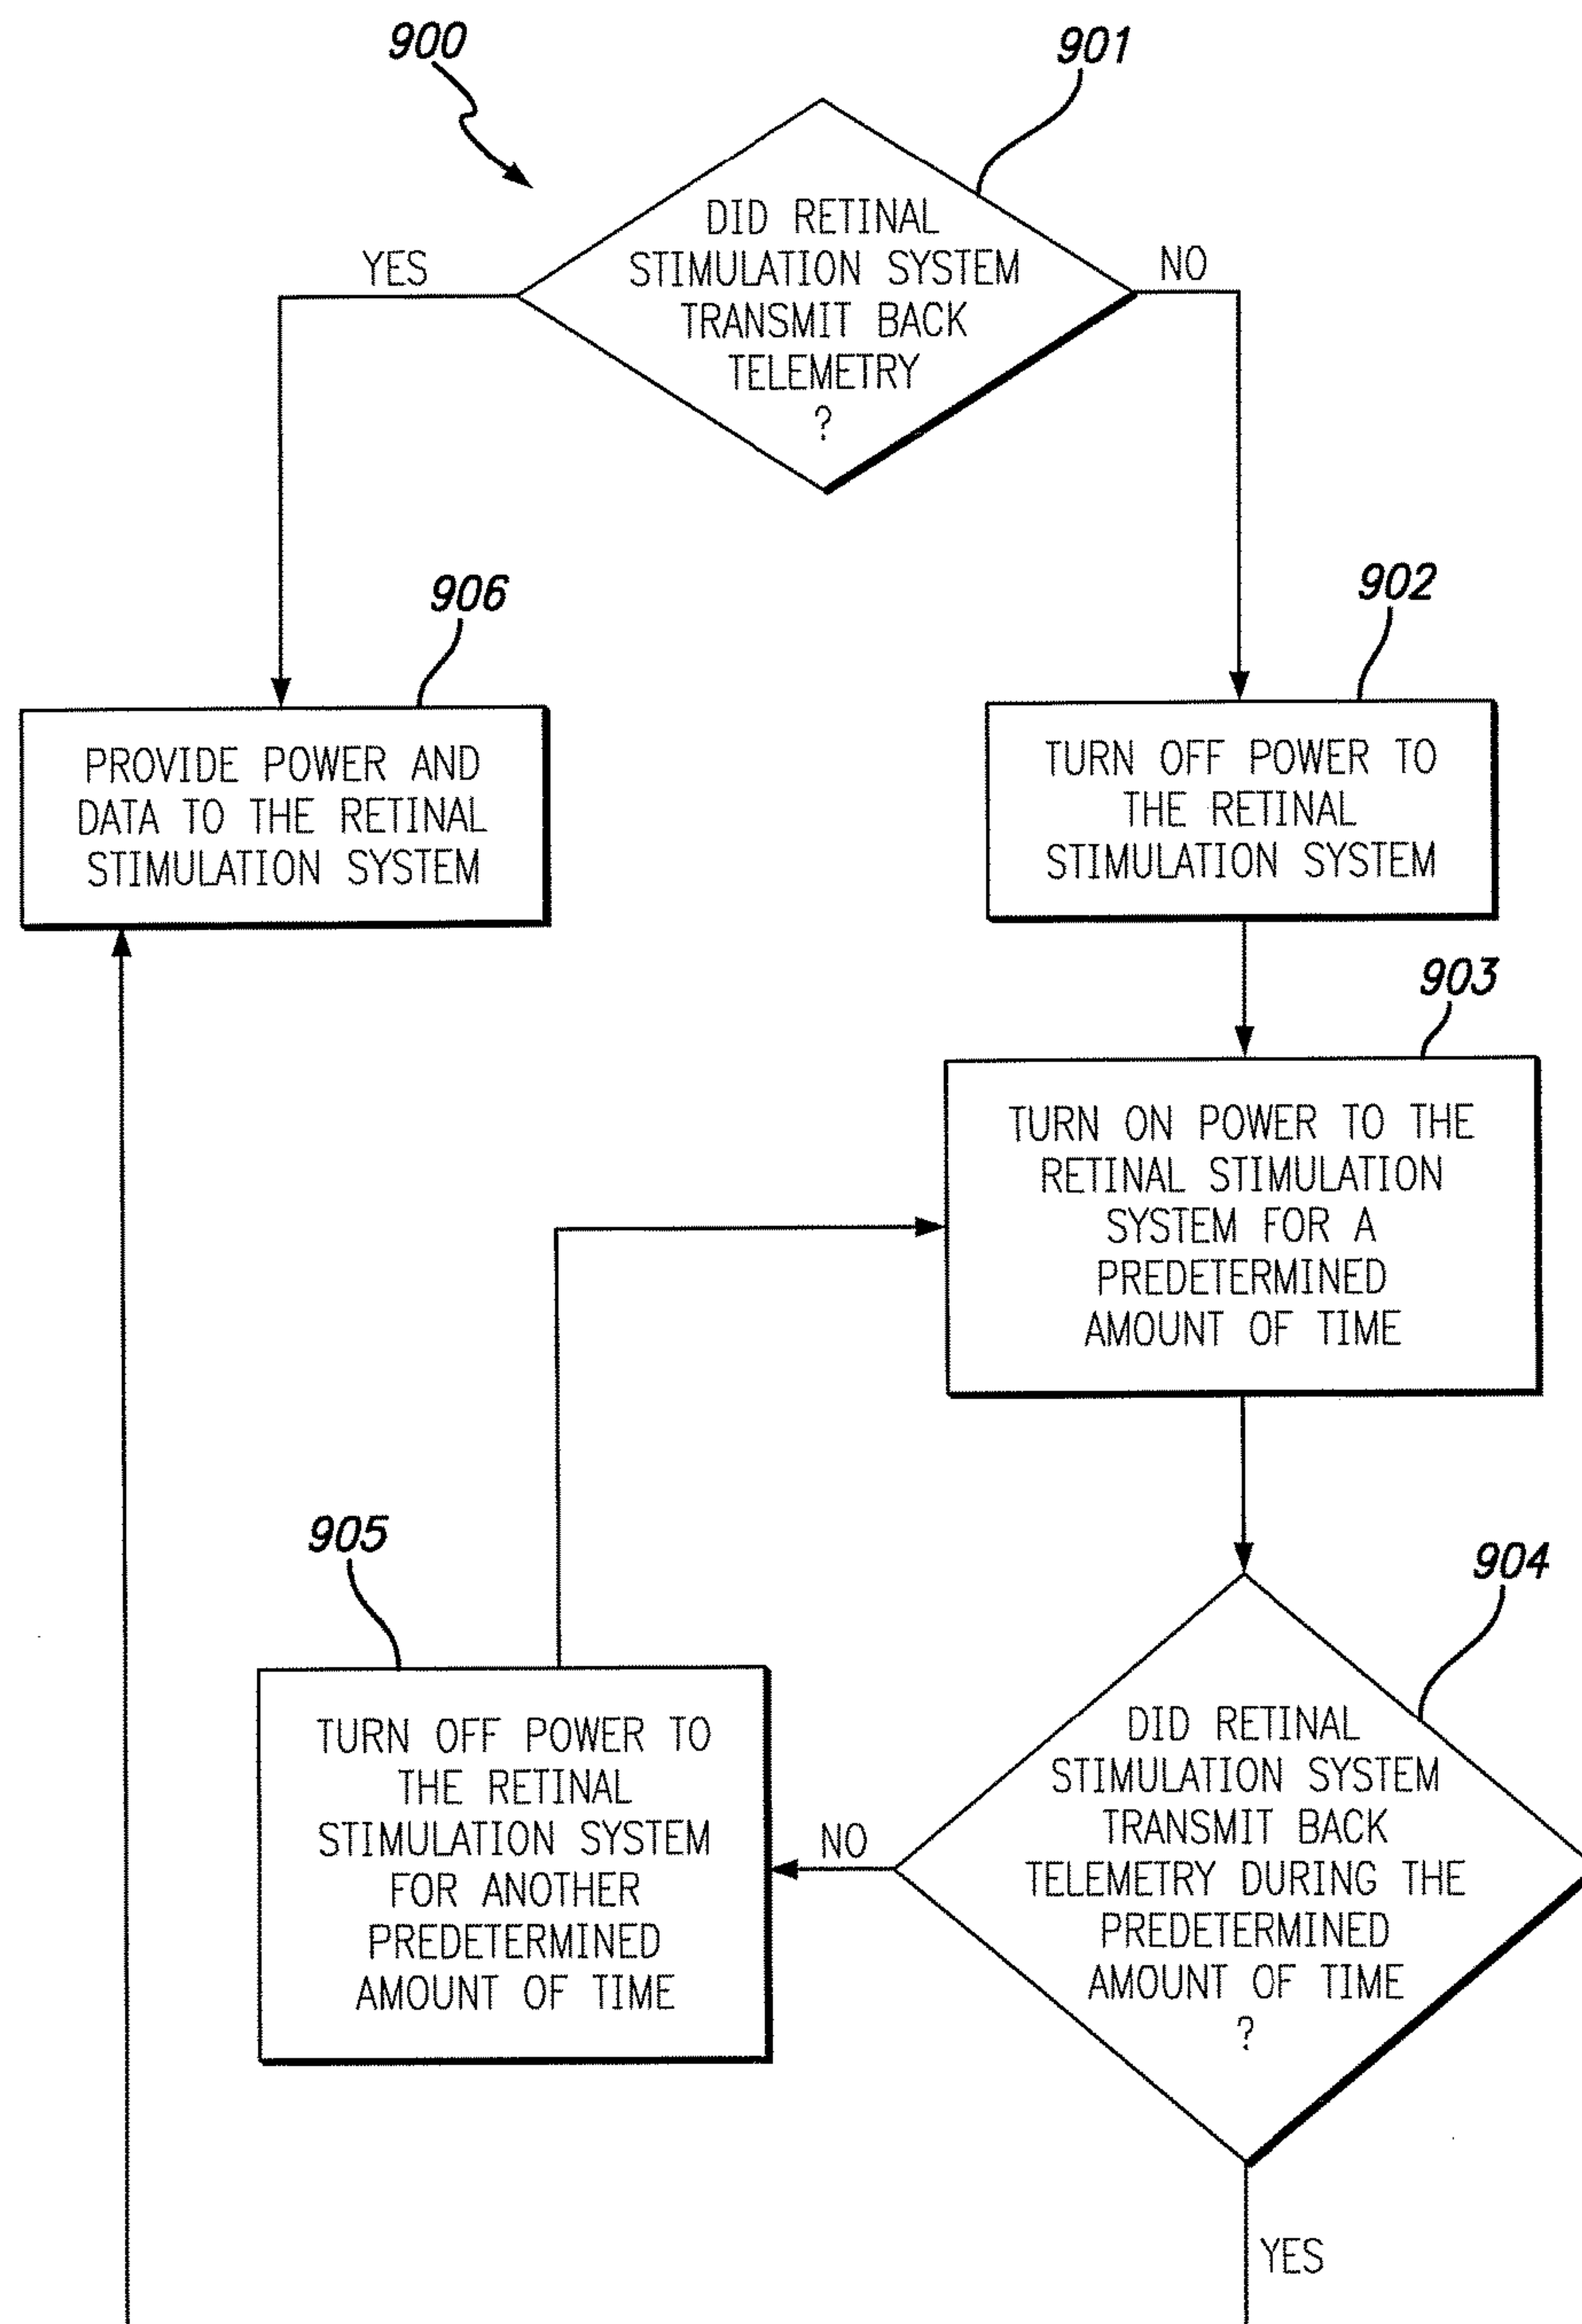 900
901
DID RETINAL
STIMULATION SYSTEM
TRANSMIT BACK
TELEMETRY
?
YES
NO
906
902
PROVIDE POWER AND
DATA TO THE RETINAL
STIMULATION SYSTEM
TURN OFF POWER TO
THE RETINAL
STIMULATION SYSTEM
903
TURN ON POWER TO THE
RETINAL STIMULATION
SYSTEM FOR A
PREDETERMINED
AMOUNT OF TIME
905
904
TURN OFF POWER TO
THE RETINAL
STIMULATION SYSTEM
FOR ANOTHER
PREDETERMINED
AMOUNT OF TIME
NO
DID RETINAL
STIMULATION SYSTEM
TRANSMIT BACK
TELEMETRY DURING THE
PREDETERMINED
AMOUNT OF TIME
?
YES